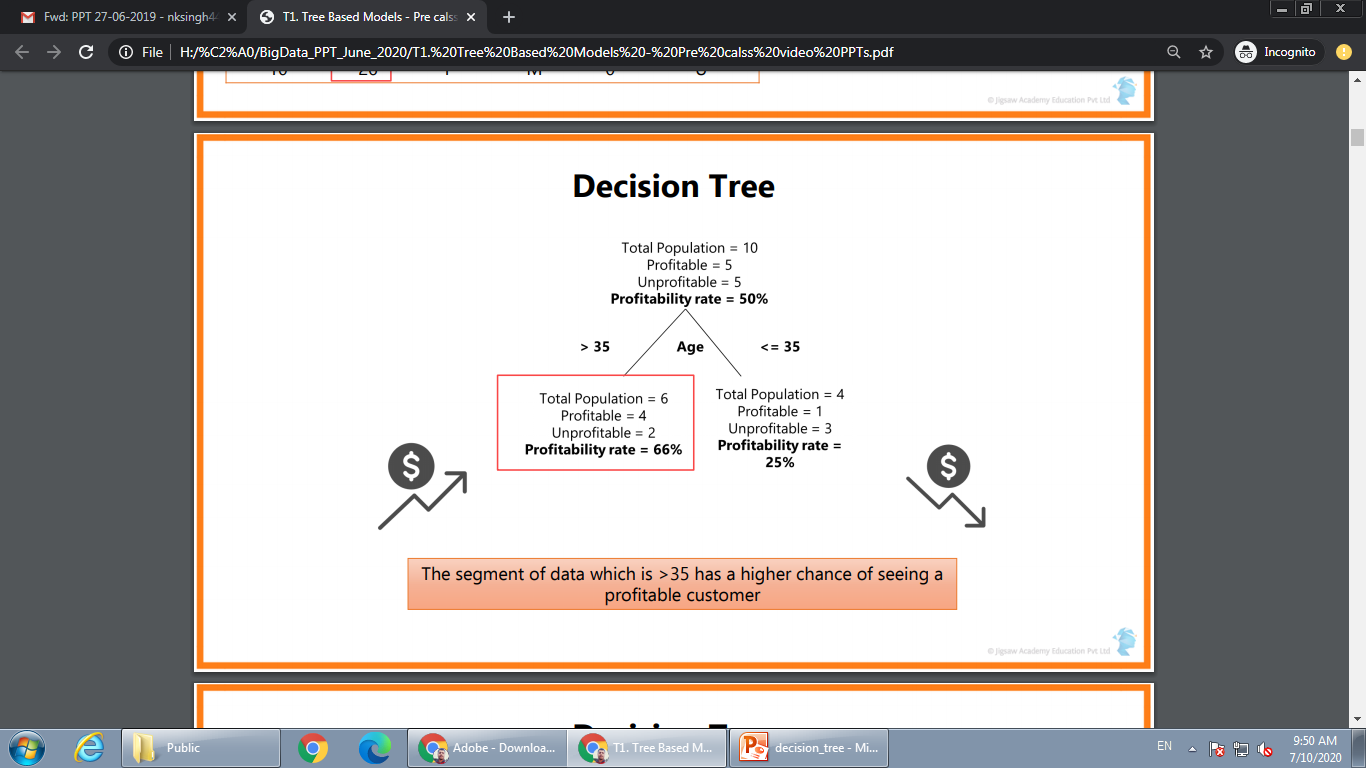 Fwd: PPT 27-06-2019 - nksingh44
T1. Tree Based Models - Pre calss
File
H:/%C2%A0/BigData_PPT_June_2020/T1.%20Tree%20Based%20Models%20-%20Pre%20calss%20video%20PPTs.pdf
Incognito
© Jigsaw Academy Education Pvt Ltd
Decision Tree
Total Population = 10
Profitable = 5
Unprofitable = 5
Profitability rate = 50%
> 35 Age <= 35
Total Population = 6
Profitable = 4
Unprofitable = 2
Profitability rate = 66%
Total Population = 4
Profitable = 1
Unprofitable = 3
Profitability rate =
25%
The segment of data which is >35 has a higher chance of seeing a
profitable customer
© Jigsaw Academy Education Pvt Ltd
Public
Adobe - Downloa...
T1. Tree Based M...
decision_tree - Mi...
EN
9:50 AM
7/10/2020